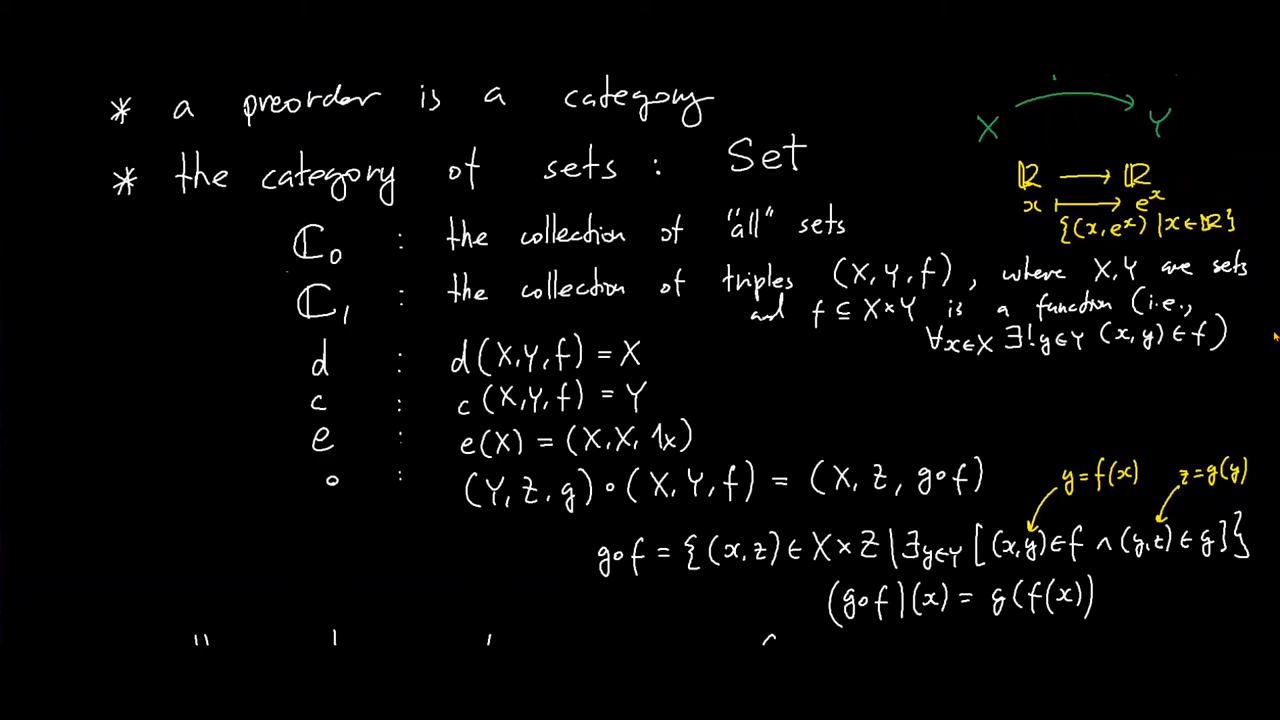 * a preorder is a category
X Y
* the category of sets : Set
ℝ ⟶ ℝ
x ⟼ eˣ
{(x, eˣ) | x ∈ ℝ}
ℂ₀ : the collection of "all" sets
ℂ₁ : the collection of triples (X, Y, f), where X, Y are sets
and f ⊆ X×Y is a function (i.e.,
∀x∈X ∃!y∈Y (x, y) ∈ f)
d : d(X,Y,f) = X
c : c(X,Y,f) = Y
e : e(X) = (X,X,1x)
∘ : (Y, Z, g) ∘ (X, Y, f) = (X, Z, g∘f)
y = f(x) z = g(y)
g∘f = {(x,z) ∈ X×Z | ∃y∈Y [(x,y) ∈ f ∧ (y,z) ∈ g]}
(g∘f)(x) = g(f(x))